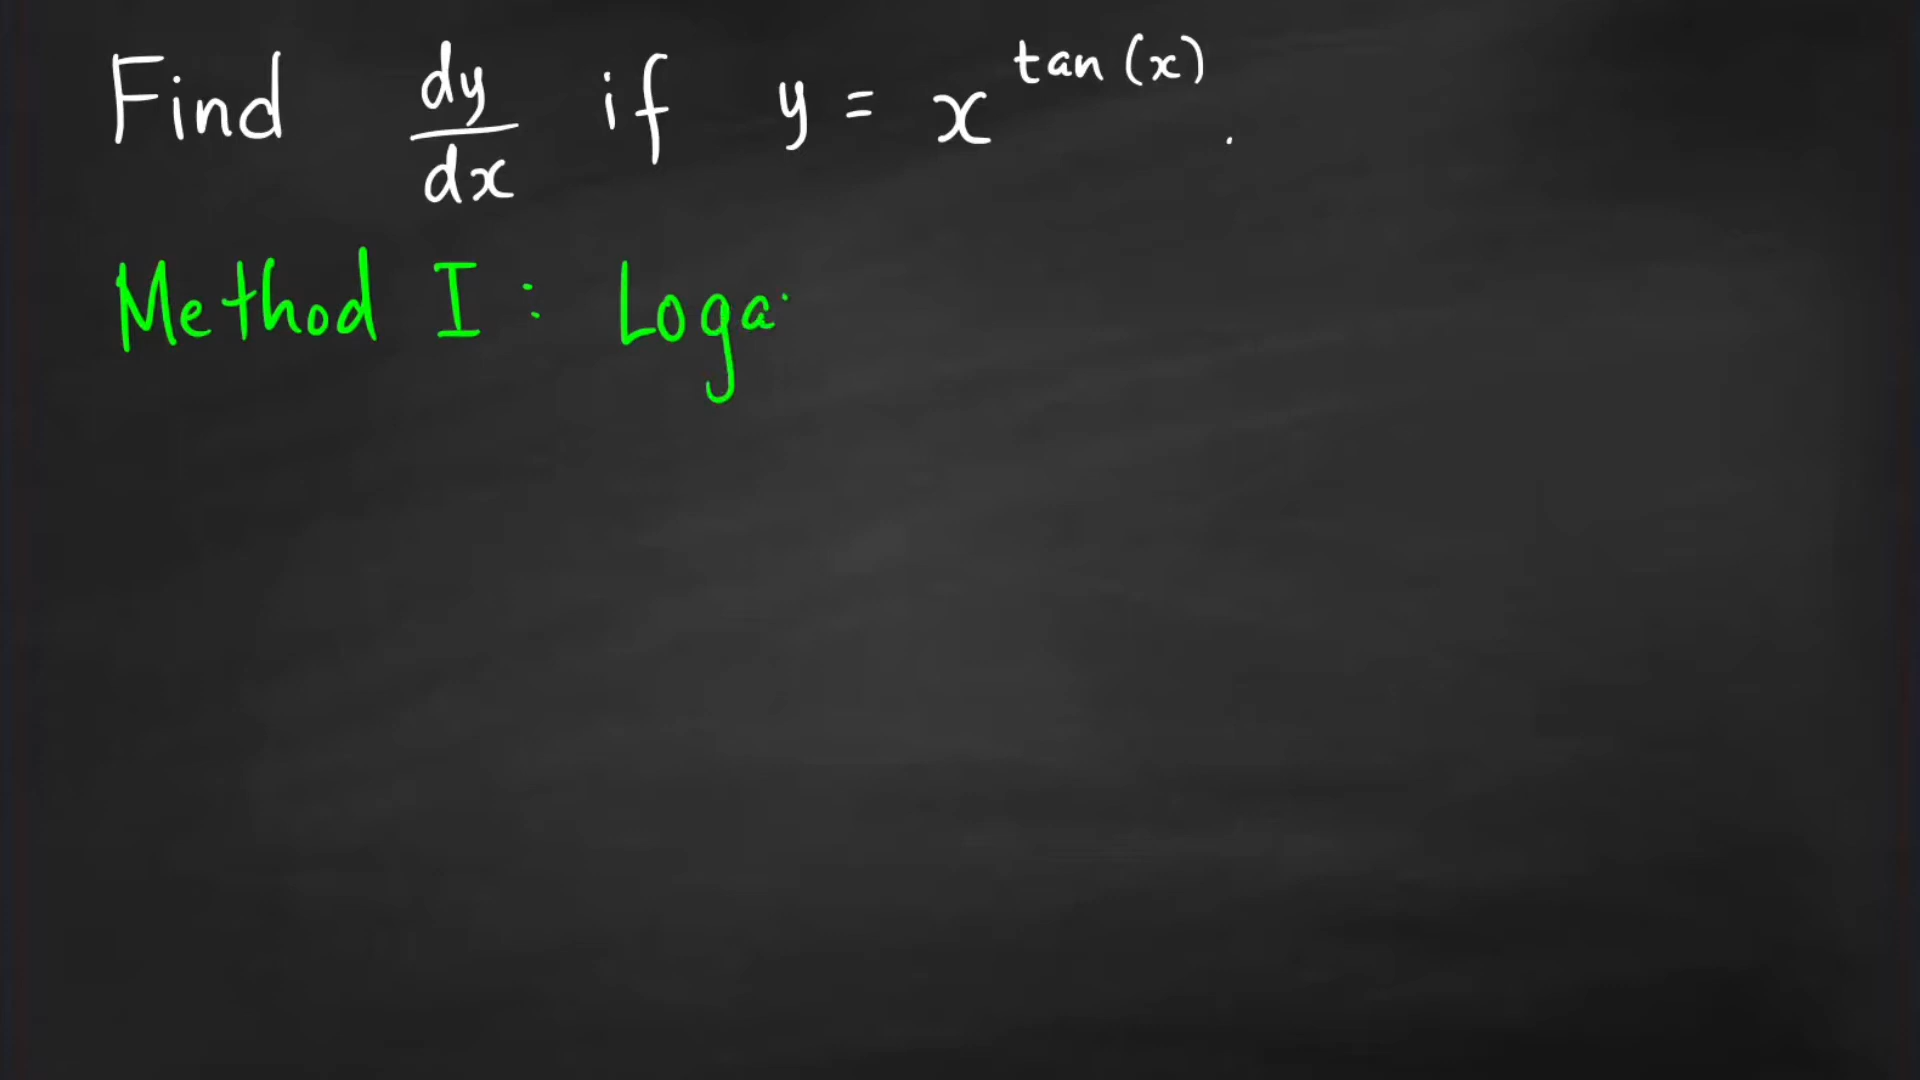 Find dy/dx if y = x^tan(x).
Method I: Loga